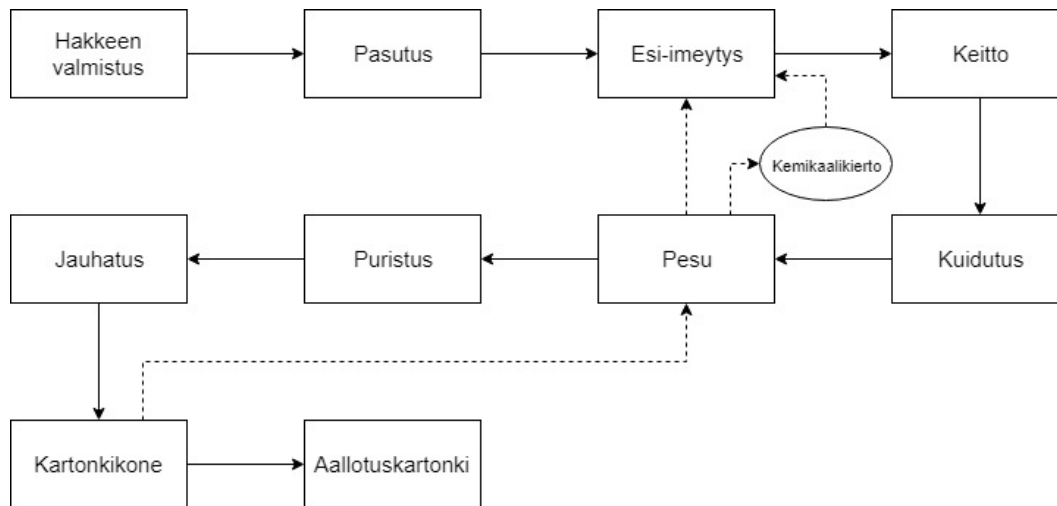 Hakkeen
valmistus
Pasutus
Esi-imeytys
Keitto
Kemikaalikierto
Jauhatus
Puristus
Pesu
Kuidutus
Kartonkikone
Aallotuskartonki